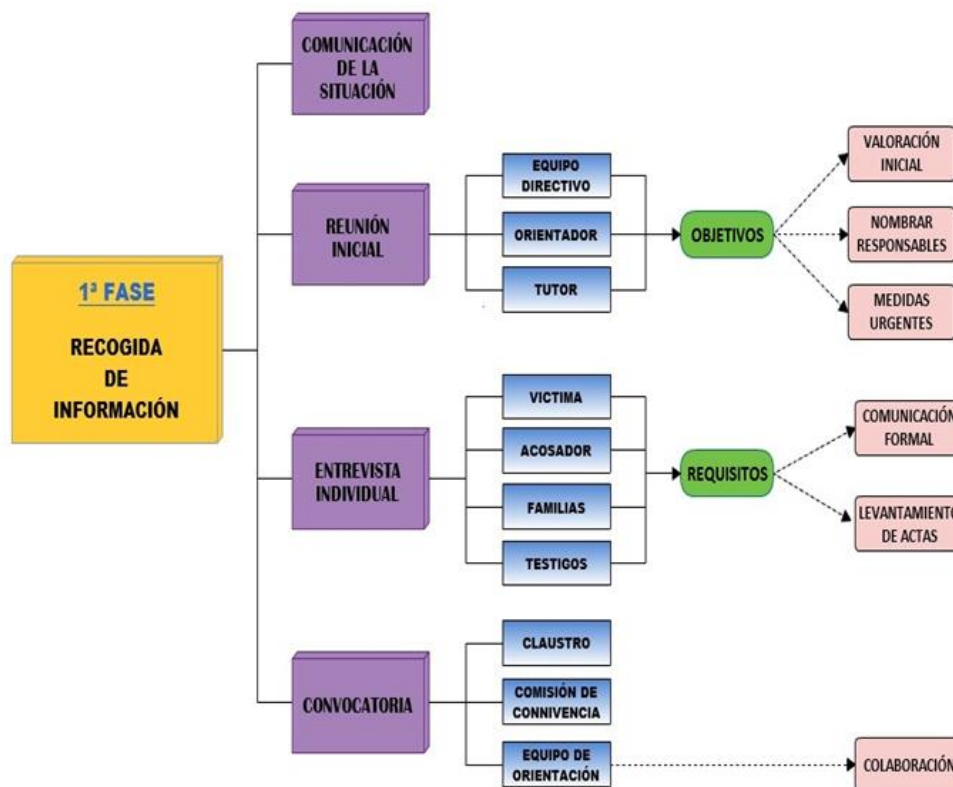 1ª FASE
RECOGIDA
DE
INFORMACIÓN
COMUNICACIÓN
DE LA
SITUACIÓN
REUNIÓN
INICIAL
EQUIPO
DIRECTIVO
ORIENTADOR
TUTOR
OBJETIVOS
VALORACIÓN
INICIAL
NOMBRAR
RESPONSABLES
MEDIDAS
URGENTES
ENTREVISTA
INDIVIDUAL
VICTIMA
ACOSADOR
FAMILIAS
TESTIGOS
REQUISITOS
COMUNICACIÓN
FORMAL
LEVANTAMIENTO
DE ACTAS
CONVOCATORIA
CLAUSTRO
COMISIÓN DE
CONNIVENCIA
EQUIPO DE
ORIENTACIÓN
COLABORACIÓN